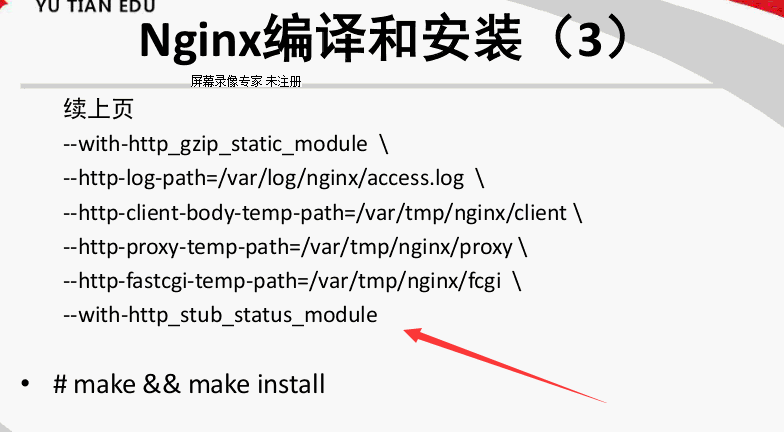 YU TIAN EDU
Nginx编译和安装（3）
屏幕录像专家 未注册
续上页
--with-http_gzip_static_module \
--http-log-path=/var/log/nginx/access.log \
--http-client-body-temp-path=/var/tmp/nginx/client \
--http-proxy-temp-path=/var/tmp/nginx/proxy \
--http-fastcgi-temp-path=/var/tmp/nginx/fcgi \
--with-http_stub_status_module
• # make && make install